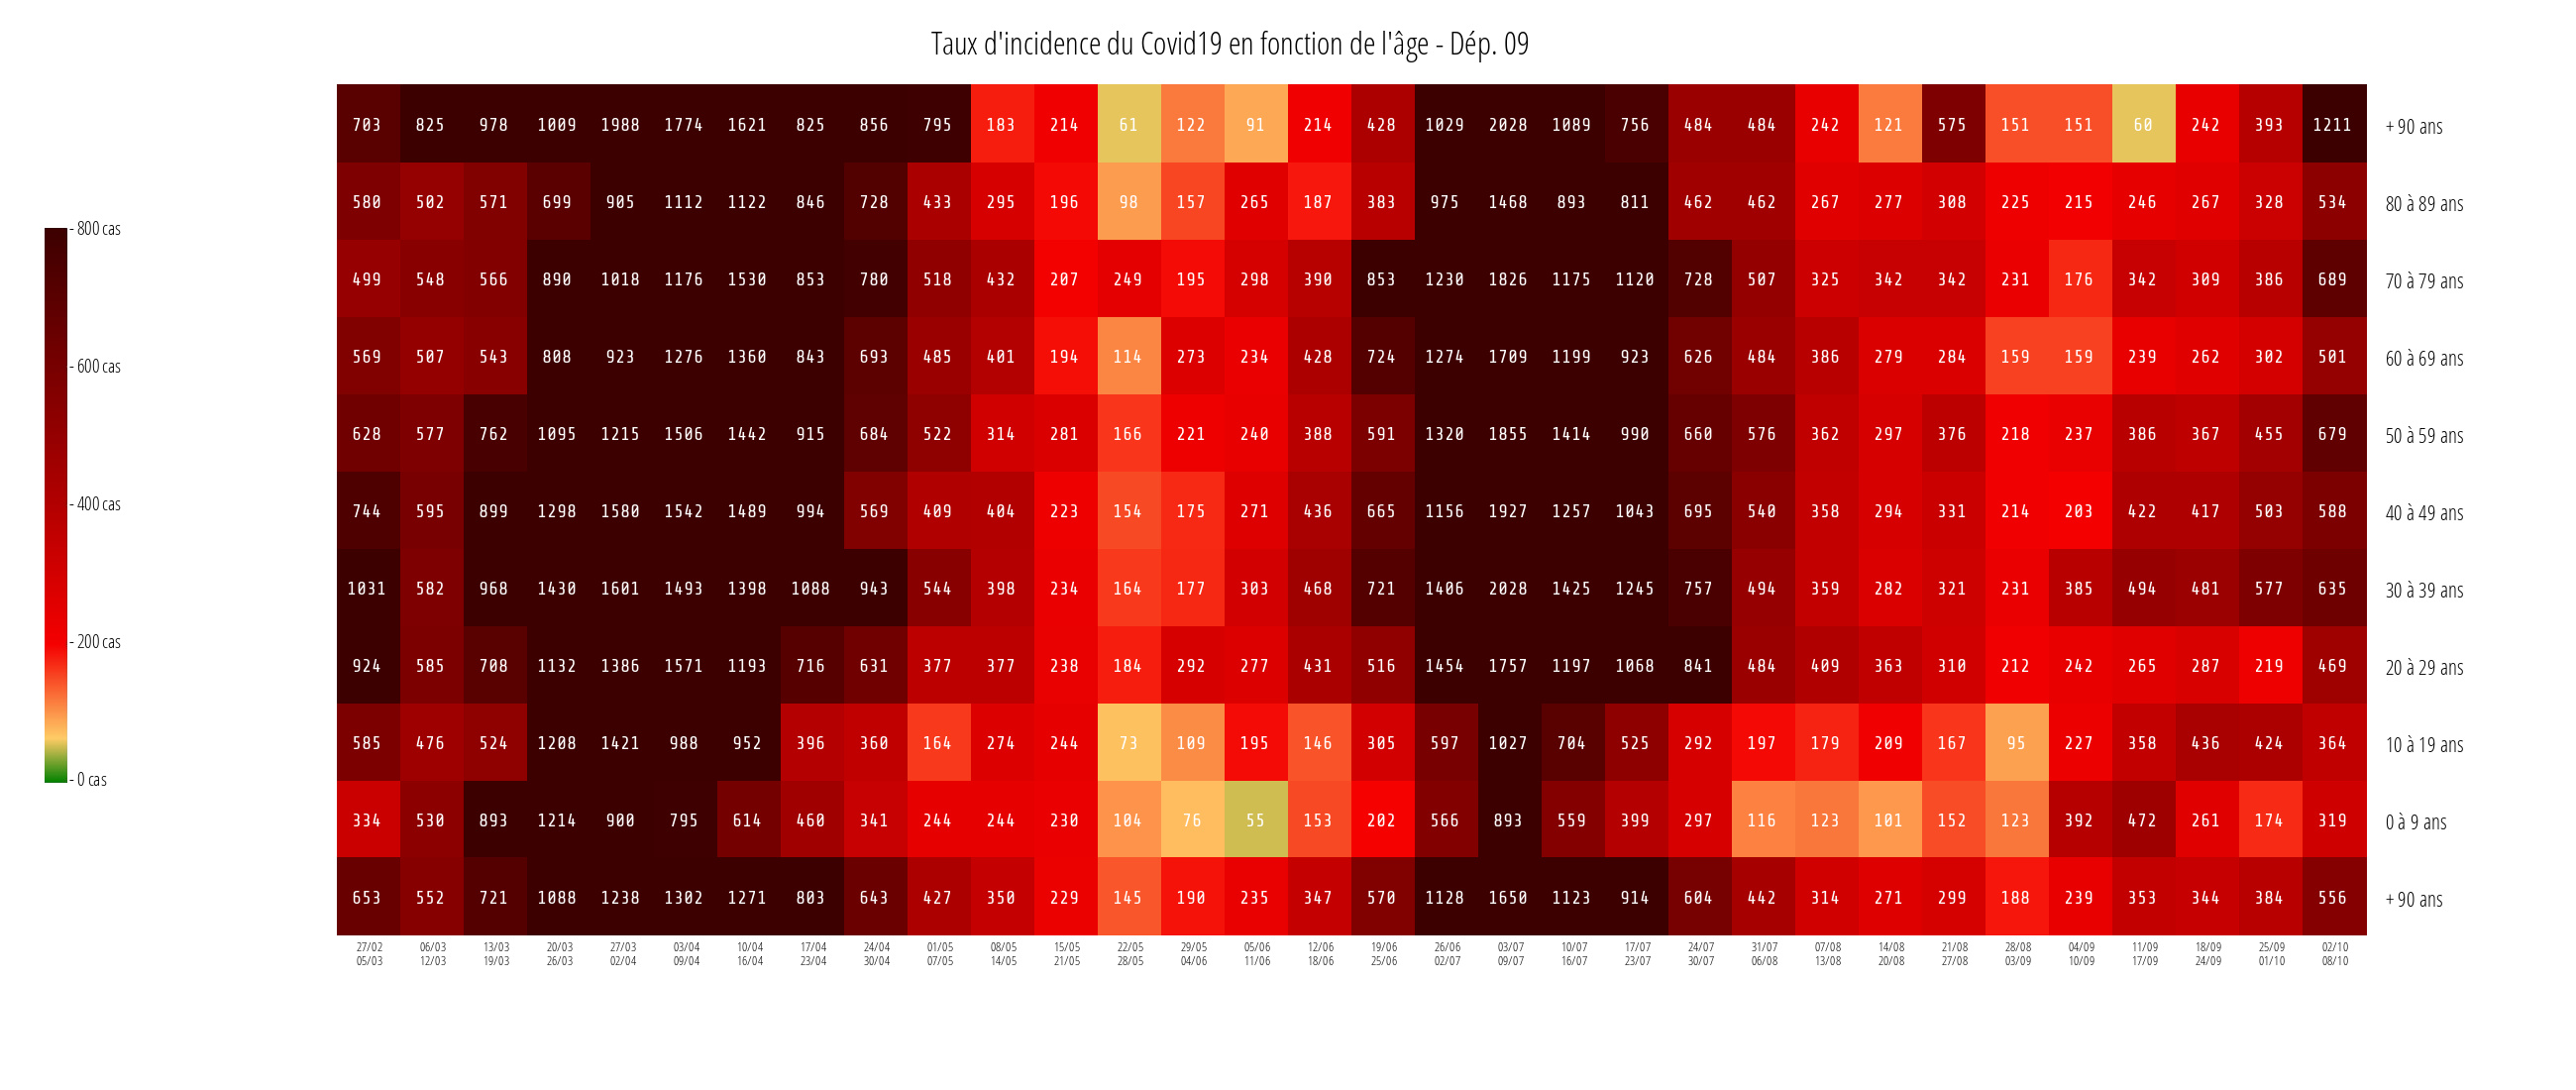 Taux d'incidence du Covid19 en fonction de l'âge - Dép. 09
703 825 978 1009 1988 1774 1621 825 856 795 183 214 61 122 91 214 428 1029 2028 1089 756 484 484 242 121 575 151 151 60 242 393 1211 + 90 ans
580 502 571 699 905 1112 1122 846 728 433 295 196 98 157 265 187 383 975 1468 893 811 462 462 267 277 308 225 215 246 267 328 534 80 à 89 ans
- 800 cas
499 548 566 890 1018 1176 1530 853 780 518 432 207 249 195 298 390 853 1230 1826 1175 1120 728 507 325 342 342 231 176 342 309 386 689 70 à 79 ans
569 507 543 808 923 1276 1360 843 693 485 401 194 114 273 234 428 724 1274 1709 1199 923 626 484 386 279 284 159 159 239 262 302 501 60 à 69 ans
- 600 cas
628 577 762 1095 1215 1506 1442 915 684 522 314 281 166 221 240 388 591 1320 1855 1414 990 660 576 362 297 376 218 237 386 367 455 679 50 à 59 ans
- 400 cas
744 595 899 1298 1580 1542 1489 994 569 409 404 223 154 175 271 436 665 1156 1927 1257 1043 695 540 358 294 331 214 203 422 417 503 588 40 à 49 ans
1031 582 968 1430 1601 1493 1398 1088 943 544 398 234 164 177 303 468 721 1406 2028 1425 1245 757 494 359 282 321 231 385 494 481 577 635 30 à 39 ans
- 200 cas
924 585 708 1132 1386 1571 1193 716 631 377 377 238 184 292 277 431 516 1454 1757 1197 1068 841 484 409 363 310 212 242 265 287 219 469 20 à 29 ans
585 476 524 1208 1421 988 952 396 360 164 274 244 73 109 195 146 305 597 1027 704 525 292 197 179 209 167 95 227 358 436 424 364 10 à 19 ans
- 0 cas
334 530 893 1214 900 795 614 460 341 244 244 230 104 76 55 153 202 566 893 559 399 297 116 123 101 152 123 392 472 261 174 319 0 à 9 ans
653 552 721 1088 1238 1302 1271 803 643 427 350 229 145 190 235 347 570 1128 1650 1123 914 604 442 314 271 299 188 239 353 344 384 556 + 90 ans
27/02 06/03 13/03 20/03 27/03 03/04 10/04 17/04 24/04 01/05 08/05 15/05 22/05 29/05 05/06 12/06 19/06 26/06 03/07 10/07 17/07 24/07 31/07 07/08 14/08 21/08 28/08 04/09 11/09 18/09 25/09 02/10
05/03 12/03 19/03 26/03 02/04 09/04 16/04 23/04 30/04 07/05 14/05 21/05 28/05 04/06 11/06 18/06 25/06 02/07 09/07 16/07 23/07 30/07 06/08 13/08 20/08 27/08 03/09 10/09 17/09 24/09 01/10 08/10